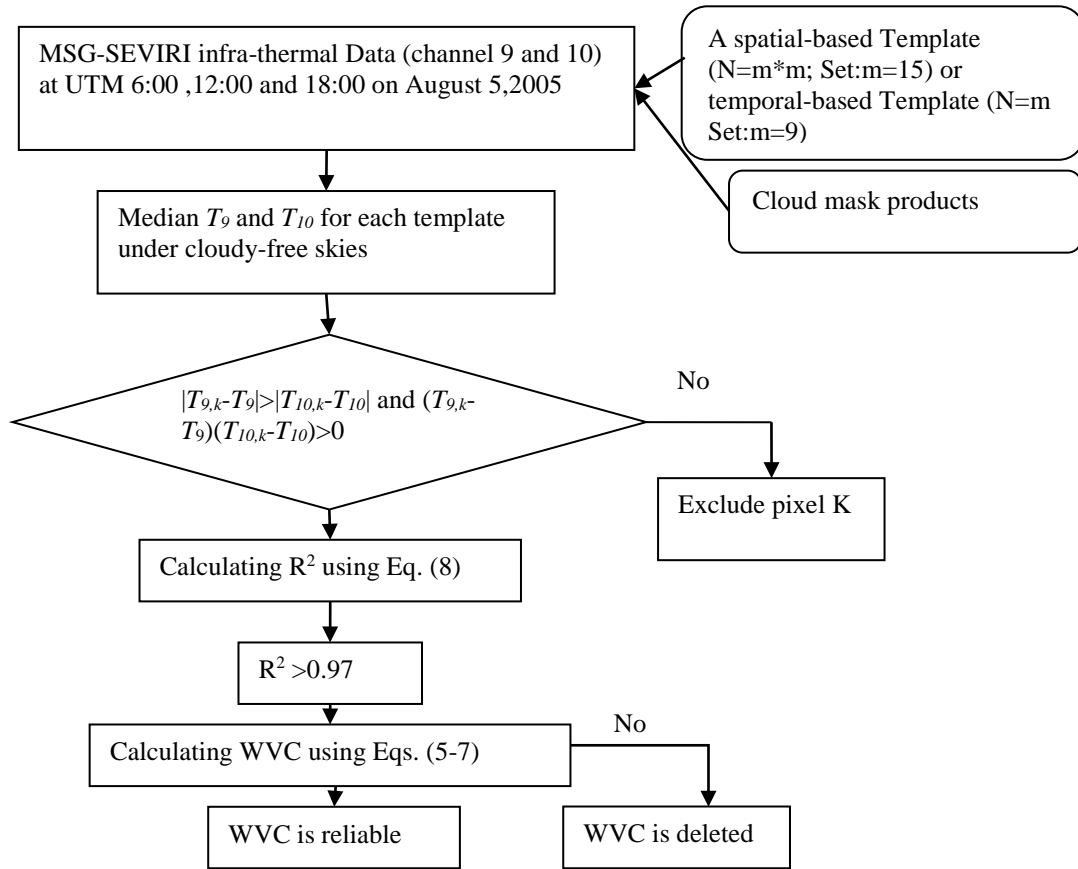 MSG-SEVIRI infra-thermal Data (channel 9 and 10)
at UTM 6:00 ,12:00 and 18:00 on August 5,2005
A spatial-based Template
(N=m*m; Set:m=15) or
temporal-based Template (N=m
Set:m=9)
Cloud mask products
Median T9 and T10 for each template
under cloudy-free skies
|T9,k-T9|>|T10,k-T10| and (T9,k-
T9)(T10,k-T10)>0
No
Exclude pixel K
Calculating R² using Eq. (8)
R² >0.97
Calculating WVC using Eqs. (5-7)
No
WVC is reliable
WVC is deleted